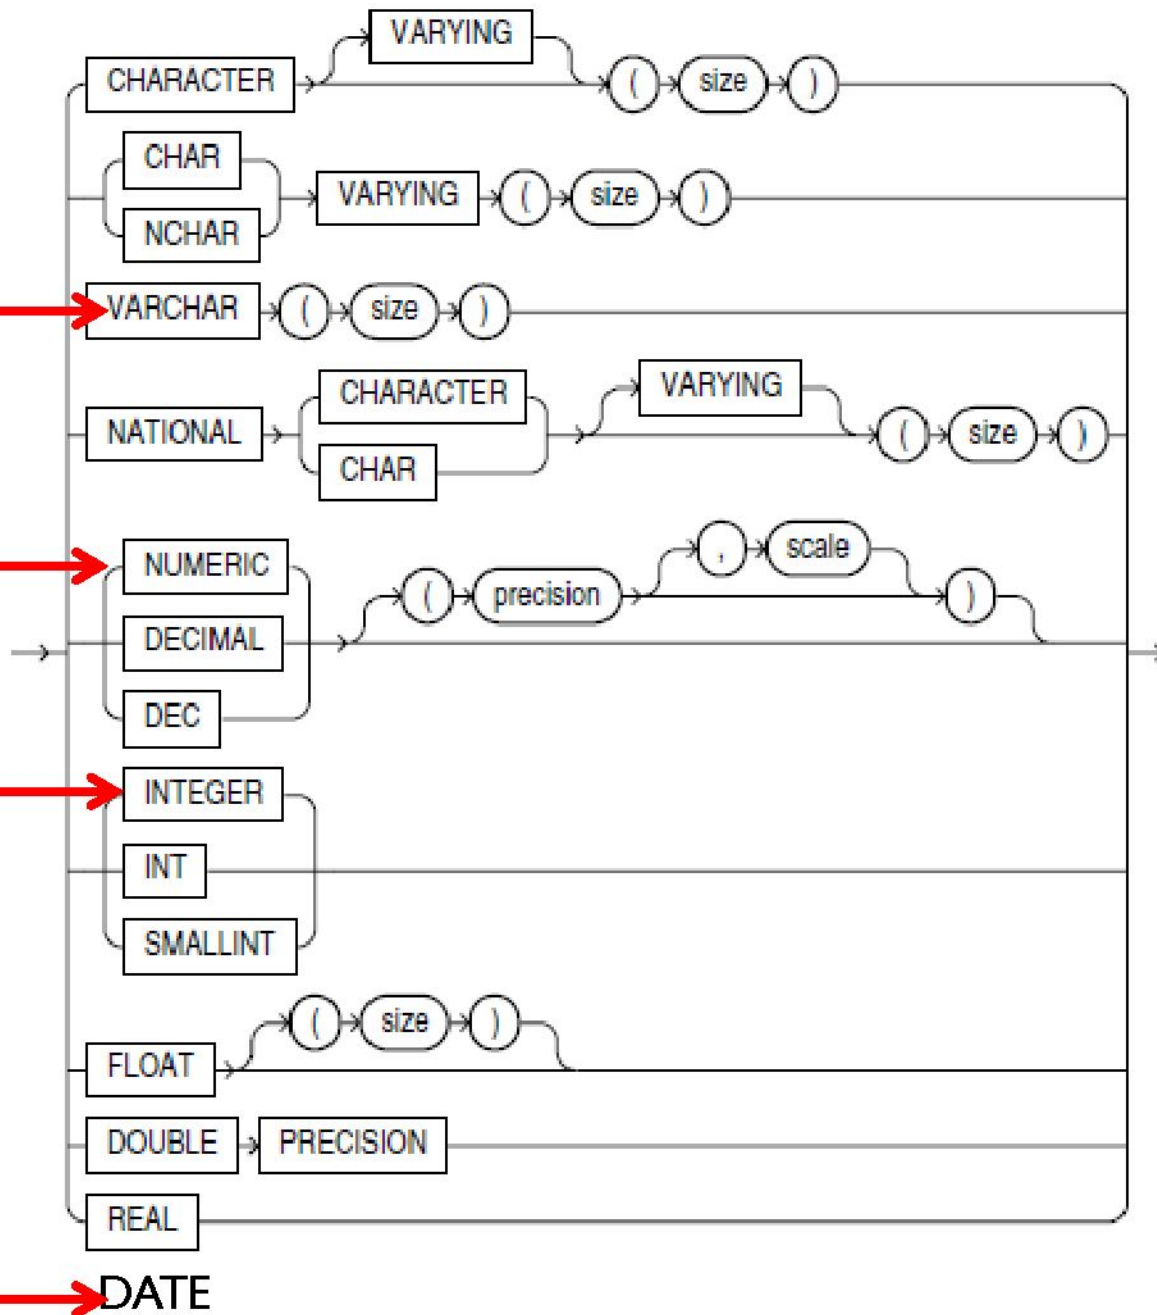 VARYING
CHARACTER ( size )
CHAR
VARYING ( size )
NCHAR
VARCHAR ( size )
CHARACTER VARYING
NATIONAL ( size )
CHAR
NUMERIC , scale
( precision )
DECIMAL
DEC
INTEGER
INT
SMALLINT
( size )
FLOAT
DOUBLE PRECISION
REAL
DATE